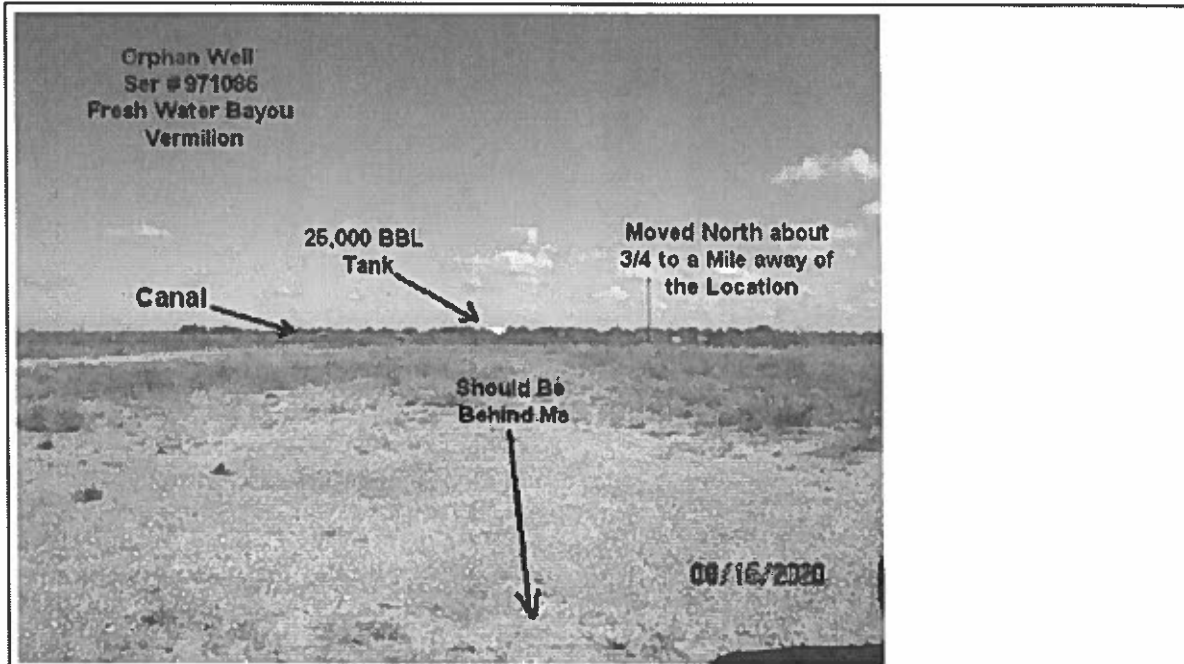 Orphan Well
Ser #971086
Fresh Water Bayou
Vermilion
25,000 BBL
Tank
Moved North about
3/4 to a Mile away of
the Location
Canal
Should Be
Behind Me
08/16/2020